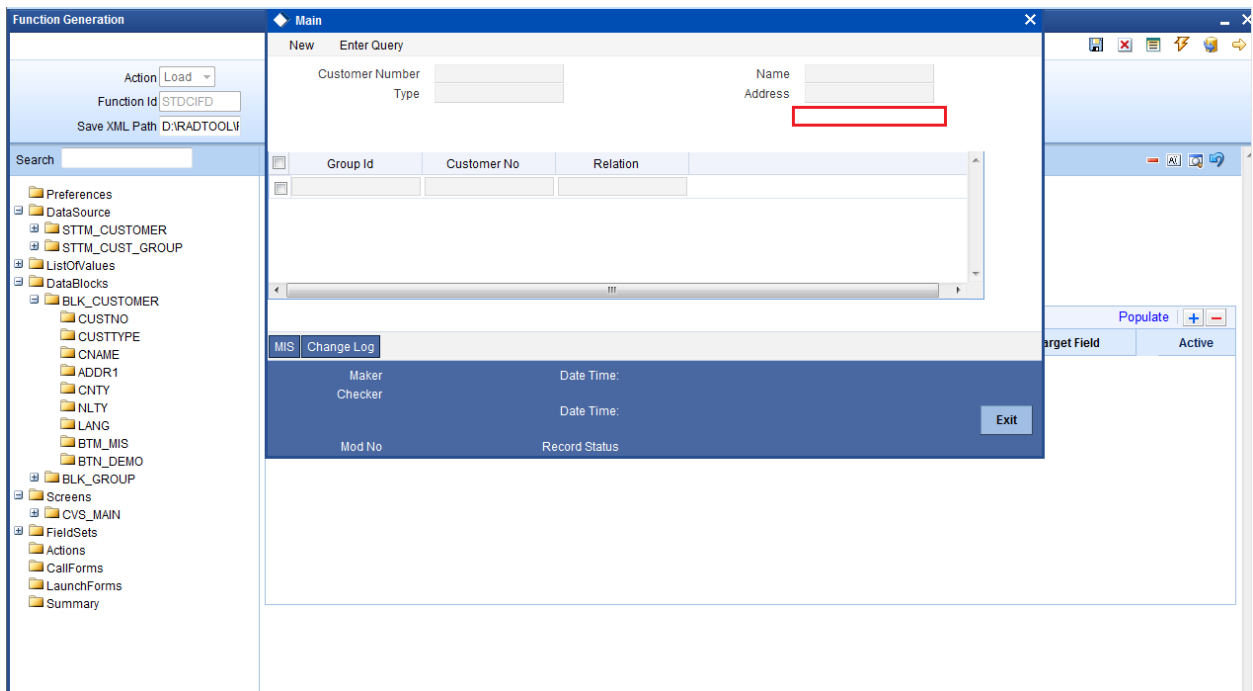 Function Generation
Main
New Enter Query
Action Load
Function Id STDCIFD
Save XML Path D:\RADTOOL\
Customer Number
Type
Name
Address
Search
Group Id Customer No Relation
Preferences
DataSource
STTM_CUSTOMER
STTM_CUST_GROUP
ListOfValues
DataBlocks
BLK_CUSTOMER
CUSTNO
CUSTTYPE
CNAME
ADDR1
CNTY
NLTY
LANG
BTM_MIS
BTN_DEMO
BLK_GROUP
Screens
CVS_MAIN
FieldSets
Actions
CallForms
LaunchForms
Summary
Populate
arget Field Active
MIS Change Log
Maker Date Time:
Checker
Date Time:
Exit
Mod No Record Status